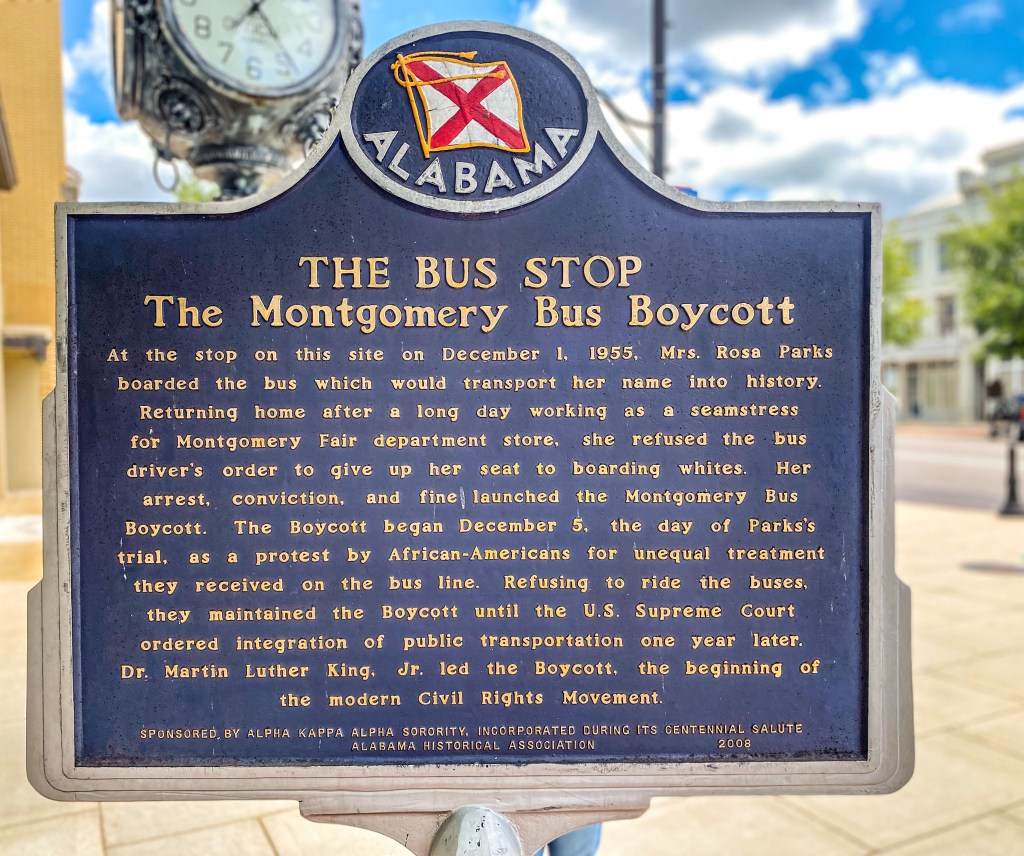 8
7
6
5
4
ALABAMA
THE BUS STOP
The Montgomery Bus Boycott
At the stop on this site on December 1, 1955, Mrs. Rosa Parks
boarded the bus which would transport her name into history.
Returning home after a long day working as a seamstress
for Montgomery Fair department store, she refused the bus
driver's order to give up her seat to boarding whites. Her
arrest, conviction, and fine launched the Montgomery Bus
Boycott. The Boycott began December 5, the day of Parks's
trial, as a protest by African-Americans for unequal treatment
they received on the bus line. Refusing to ride the buses,
they maintained the Boycott until the U.S. Supreme Court
ordered integration of public transportation one year later.
Dr. Martin Luther King, Jr. led the Boycott, the beginning of
the modern Civil Rights Movement.
SPONSORED BY ALPHA KAPPA ALPHA SORORITY, INCORPORATED DURING ITS CENTENNIAL SALUTE
ALABAMA HISTORICAL ASSOCIATION 2008